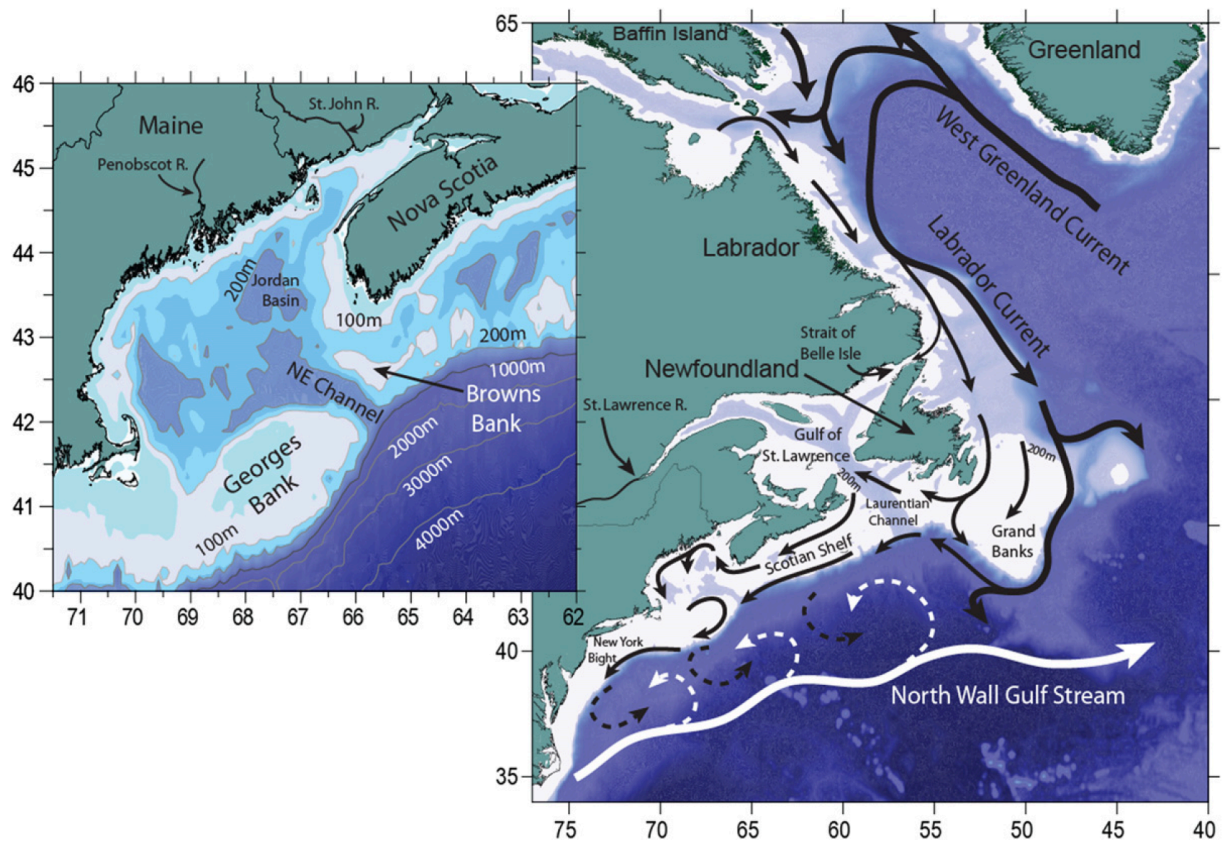 46
45
44
43
42
41
40
71
70
69
68
67
66
65
64
63
62
St. John R.
Maine
Penobscot R.
Nova Scotia
200m
Jordan
Basin
100m
200m
NE Channel
1000m
Browns
Bank
2000m
3000m
4000m
Georges
Bank
100m
65
40
35
75
70
65
60
55
50
45
40
Baffin Island
Greenland
West Greenland Current
Labrador
Labrador Current
Strait of
Belle Isle
Newfoundland
St. Lawrence R.
Gulf of
St. Lawrence
200m
200m
Laurentian
Channel
Grand
Banks
Scotian Shelf
New York
Bight
North Wall Gulf Stream